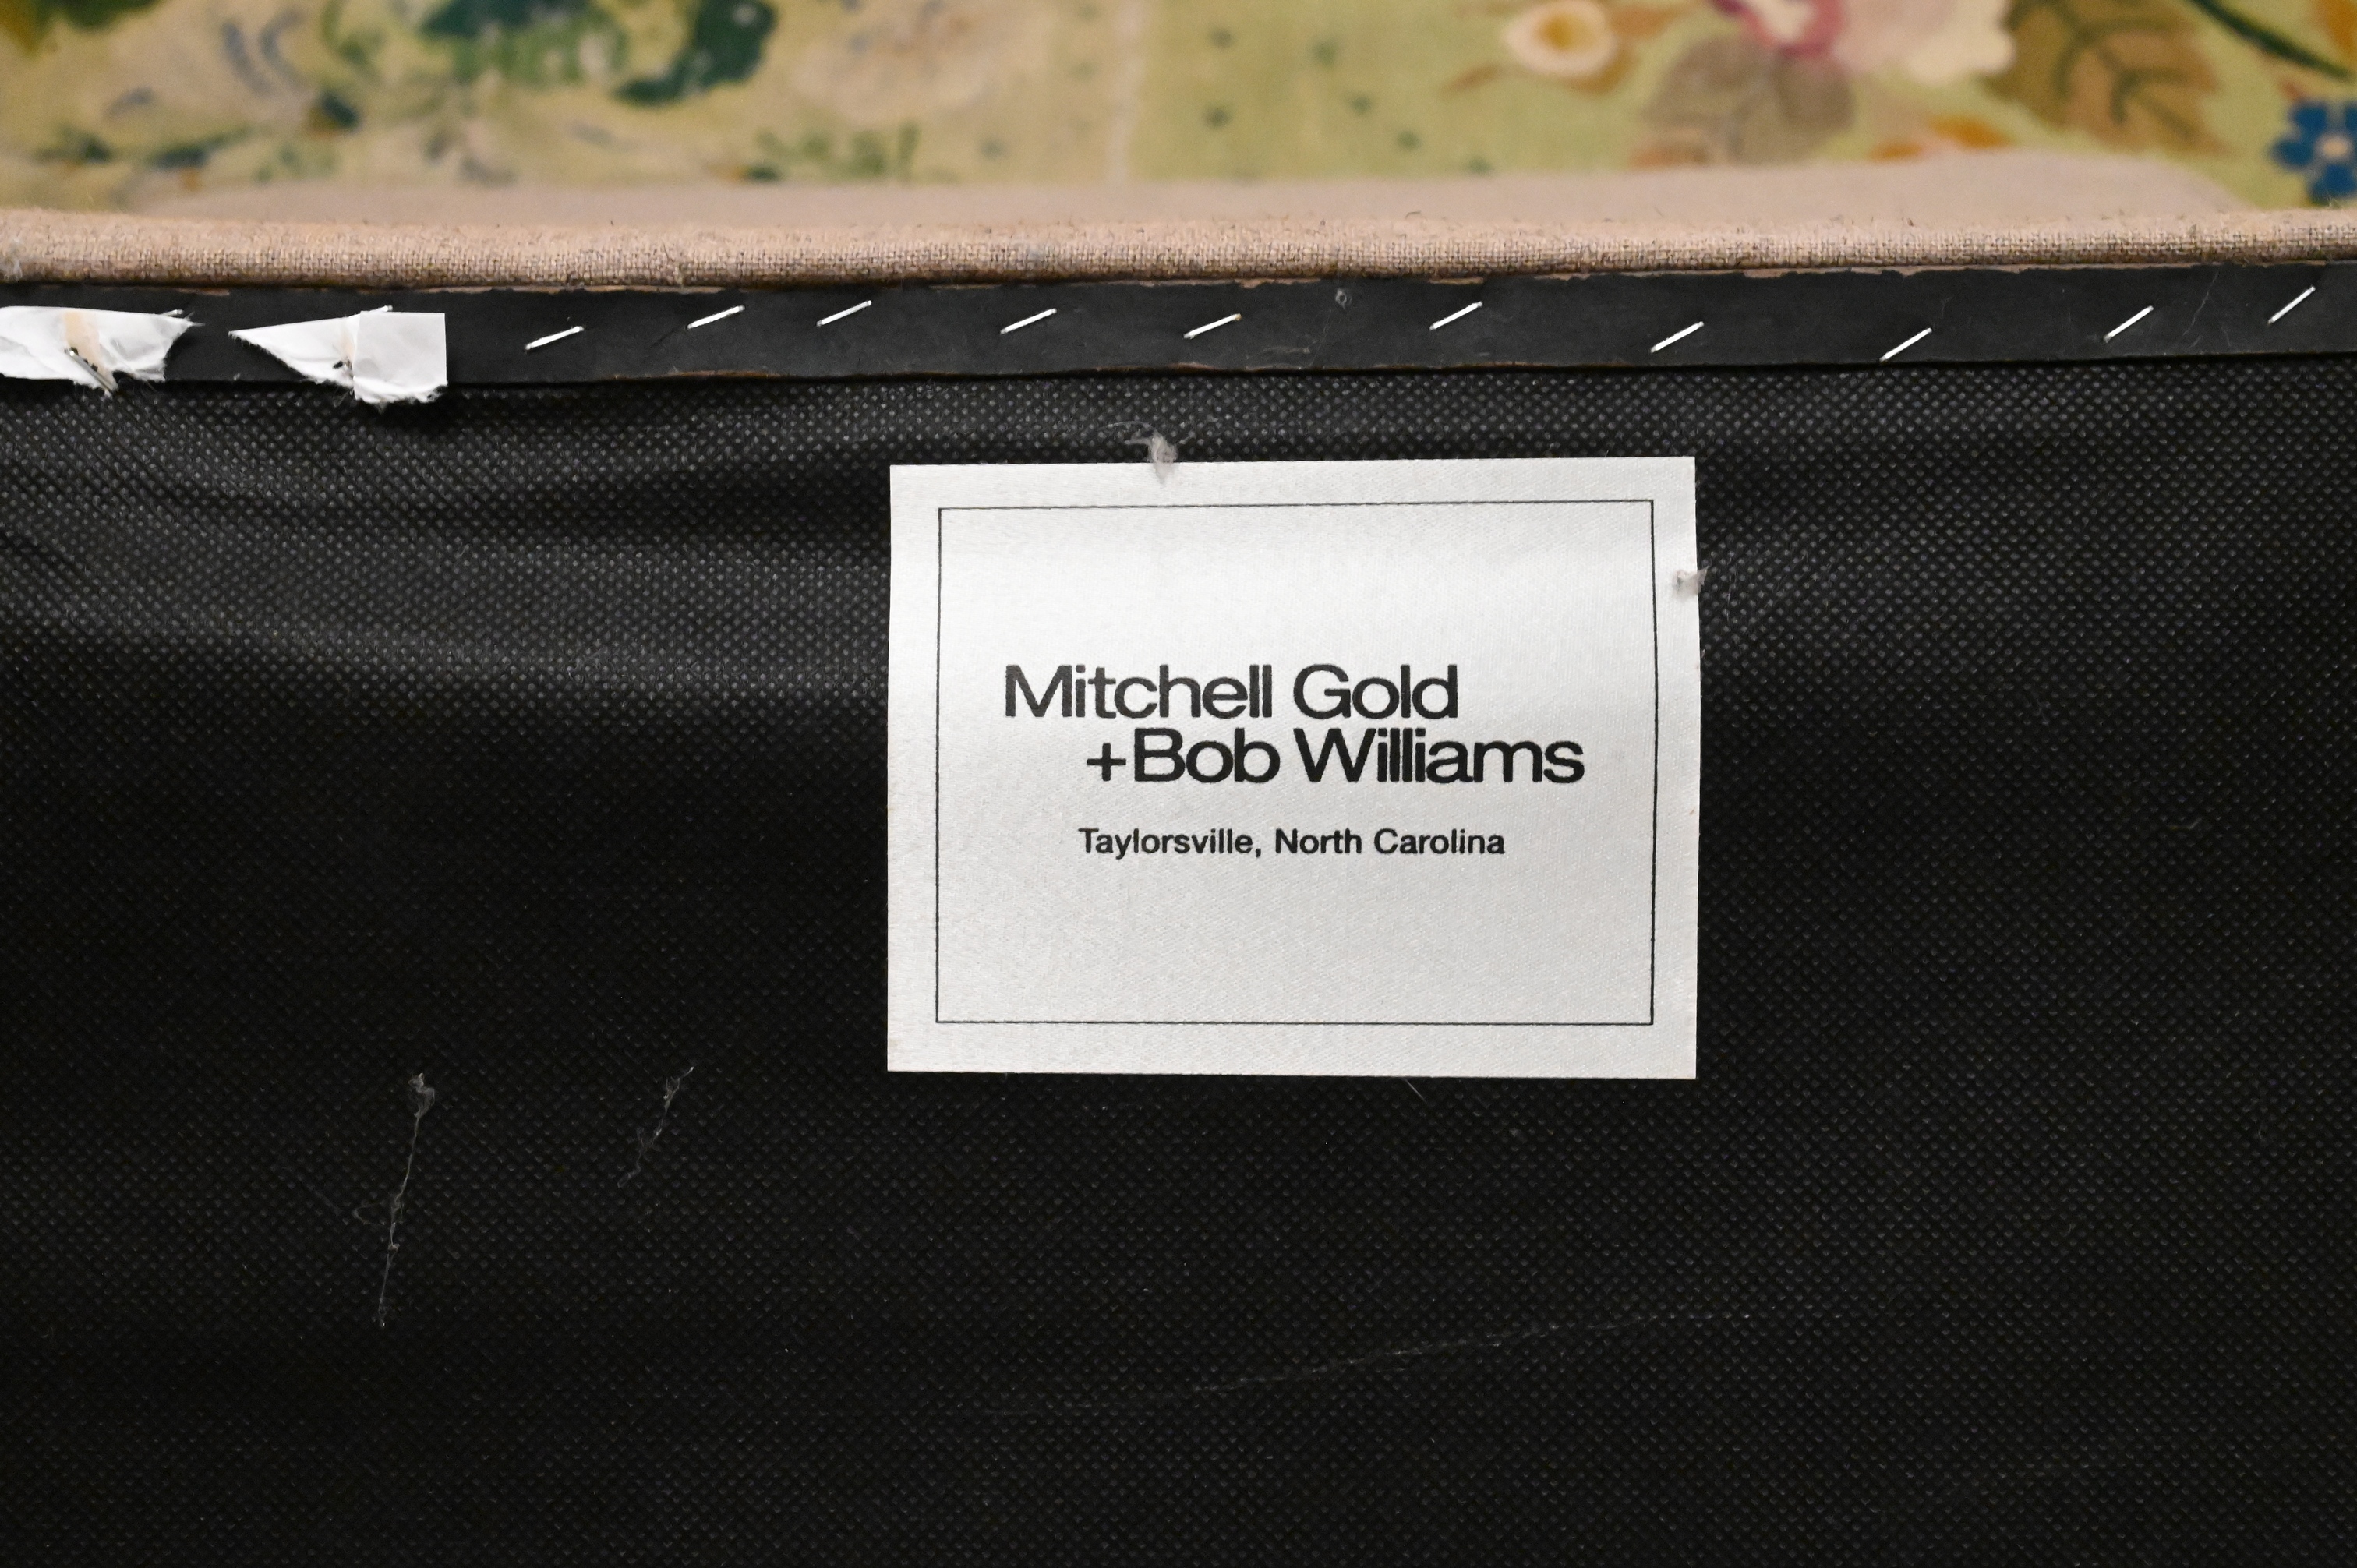 Mitchell Gold
+Bob Williams
Taylorsville, North Carolina